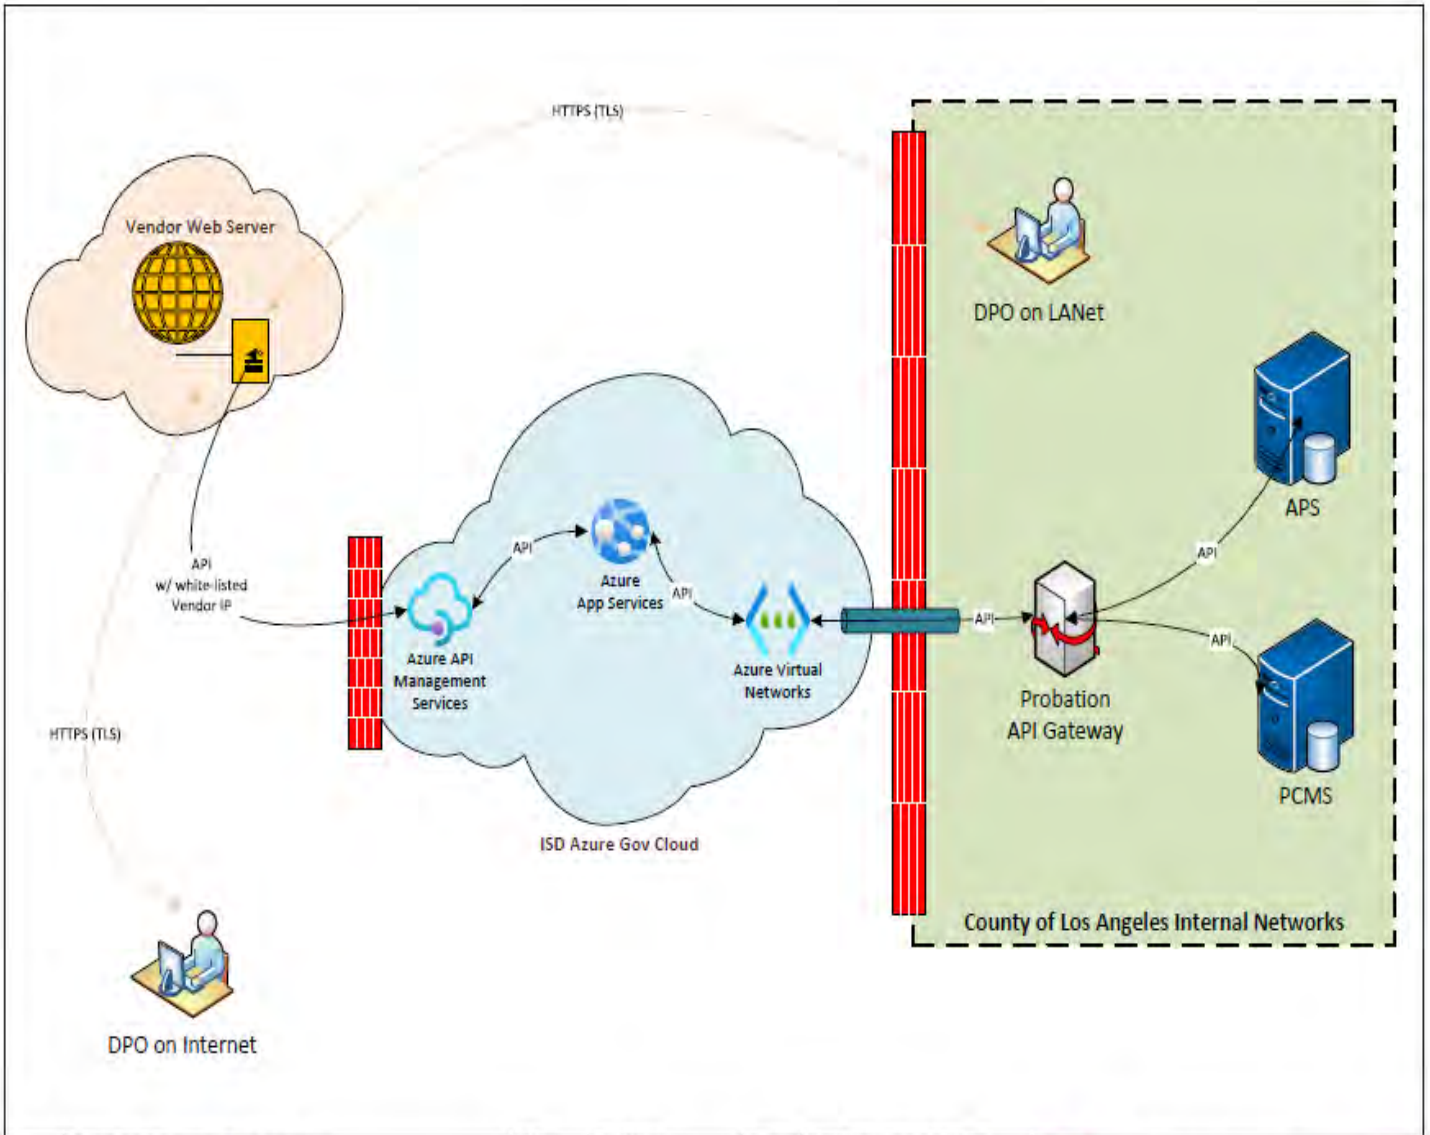 HTTPS (TLS)
Vendor Web Server
DPO on LANet
APS
API
API
w/ white-listed
Vendor IP
API
Azure
App Services
API
Azure API
Management
Services
Azure Virtual
Networks
API
Probation
API Gateway
API
PCMS
HTTPS (TLS)
ISD Azure Gov Cloud
County of Los Angeles Internal Networks
DPO on Internet